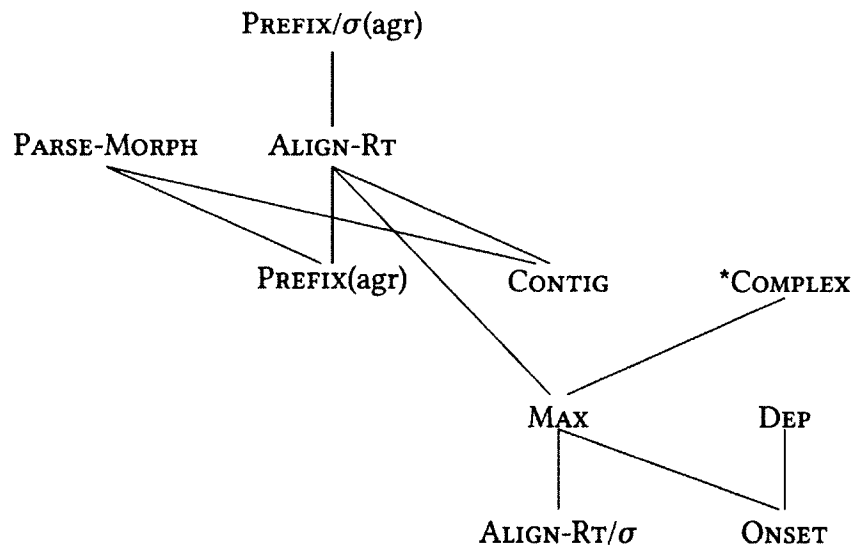 PREFIX/σ(agr)
PARSE-MORPH ALIGN-RT
PREFIX(agr) CONTIG *COMPLEX
MAX DEP
ALIGN-RT/σ ONSET